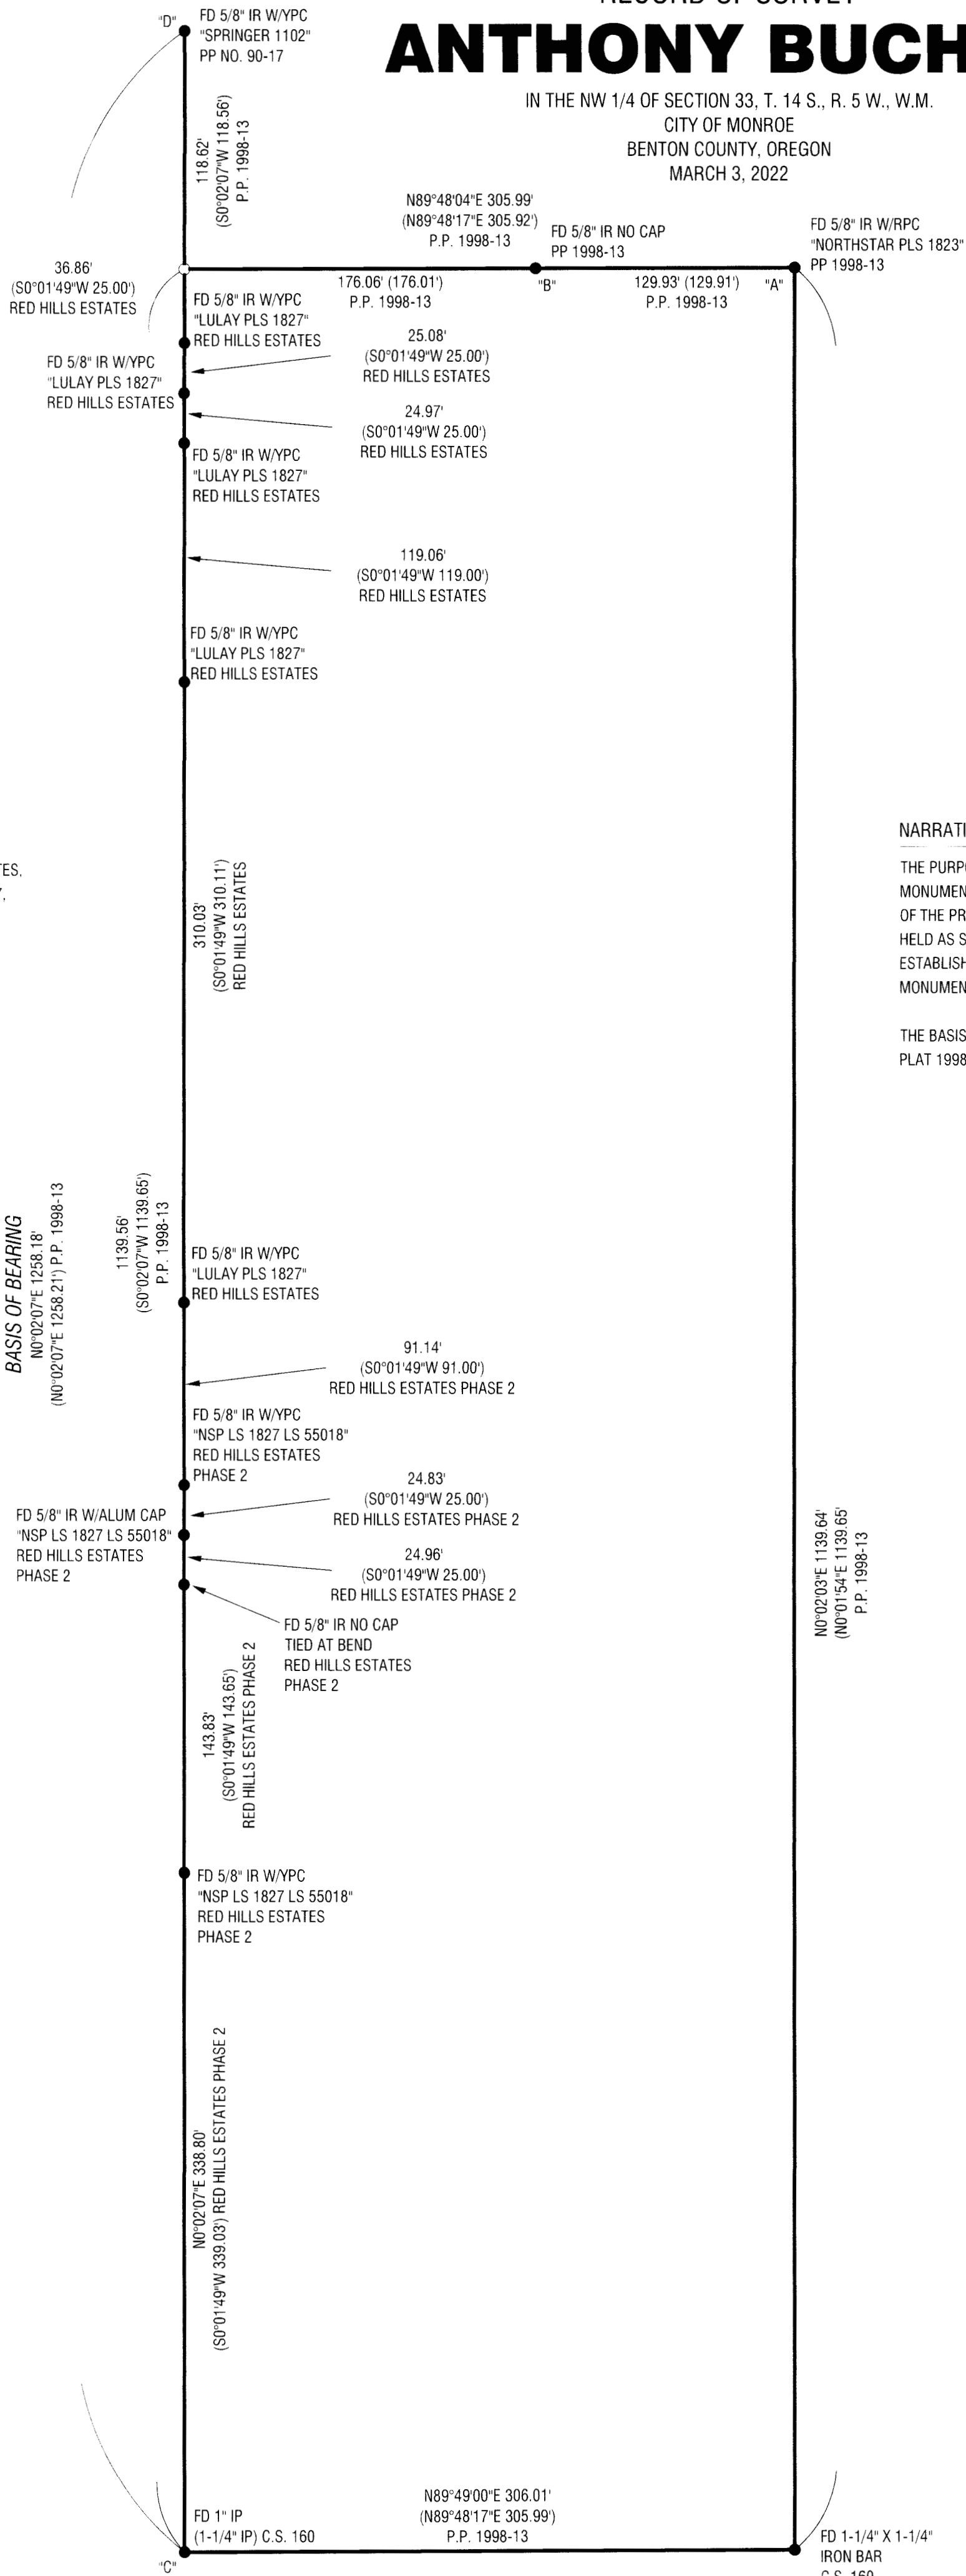 RECORD OF SURVEY
ANTHONY BUCH
IN THE NW 1/4 OF SECTION 33, T. 14 S., R. 5 W., W.M.
CITY OF MONROE
BENTON COUNTY, OREGON
MARCH 3, 2022
"D"
FD 5/8" IR W/YPC
"SPRINGER 1102"
PP NO. 90-17
118.62'
(S0°02'07"W 118.56')
P.P. 1998-13
N89°48'04"E 305.99'
(N89°48'17"E 305.92')
P.P. 1998-13
FD 5/8" IR NO CAP
PP 1998-13
FD 5/8" IR W/RPC
"NORTHSTAR PLS 1823"
PP 1998-13
36.86'
(S0°01'49"W 25.00')
RED HILLS ESTATES
176.06' (176.01')
P.P. 1998-13
"B"
129.93' (129.91')
P.P. 1998-13
"A"
FD 5/8" IR W/YPC
"LULAY PLS 1827"
RED HILLS ESTATES
25.08'
(S0°01'49"W 25.00')
RED HILLS ESTATES
FD 5/8" IR W/YPC
"LULAY PLS 1827"
RED HILLS ESTATES
24.97'
(S0°01'49"W 25.00')
RED HILLS ESTATES
FD 5/8" IR W/YPC
"LULAY PLS 1827"
RED HILLS ESTATES
119.06'
(S0°01'49"W 119.00')
RED HILLS ESTATES
FD 5/8" IR W/YPC
"LULAY PLS 1827"
RED HILLS ESTATES
310.03'
(S0°01'49"W 310.11')
RED HILLS ESTATES
TES,
,
NARRATI
THE PURP
MONUMEN
OF THE PR
HELD AS S
ESTABLISH
MONUMEN
THE BASIS
PLAT 1998
BASIS OF BEARING
N0°02'07"E 1258.18'
(N0°02'07"E 1258.21') P.P. 1998-13
1139.56'
(S0°02'07"W 1139.65')
P.P. 1998-13
FD 5/8" IR W/YPC
"LULAY PLS 1827"
RED HILLS ESTATES
91.14'
(S0°01'49"W 91.00')
RED HILLS ESTATES PHASE 2
FD 5/8" IR W/YPC
"NSP LS 1827 LS 55018"
RED HILLS ESTATES
PHASE 2
24.83'
(S0°01'49"W 25.00')
RED HILLS ESTATES PHASE 2
FD 5/8" IR W/ALUM CAP
"NSP LS 1827 LS 55018"
RED HILLS ESTATES
PHASE 2
24.96'
(S0°01'49"W 25.00')
RED HILLS ESTATES PHASE 2
FD 5/8" IR NO CAP
TIED AT BEND
RED HILLS ESTATES
PHASE 2
N0°02'03"E 1139.64'
(N0°01'54"E 1139.65'
P.P. 1998-13
143.83'
(S0°01'49"W 143.65')
RED HILLS ESTATES PHASE 2
FD 5/8" IR W/YPC
"NSP LS 1827 LS 55018"
RED HILLS ESTATES
PHASE 2
N0°02'07"E 338.80'
(S0°01'49"W 339.03') RED HILLS ESTATES PHASE 2
N89°49'00"E 306.01'
(N89°48'17"E 305.99')
P.P. 1998-13
FD 1" IP
(1-1/4" IP) C.S. 160
"C"
FD 1-1/4" X 1-1/4"
IRON BAR
C.S. 160